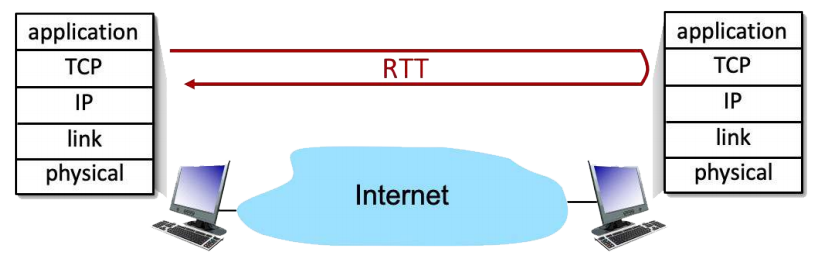 application
TCP
IP
link
physical
RTT
Internet
application
TCP
IP
link
physical